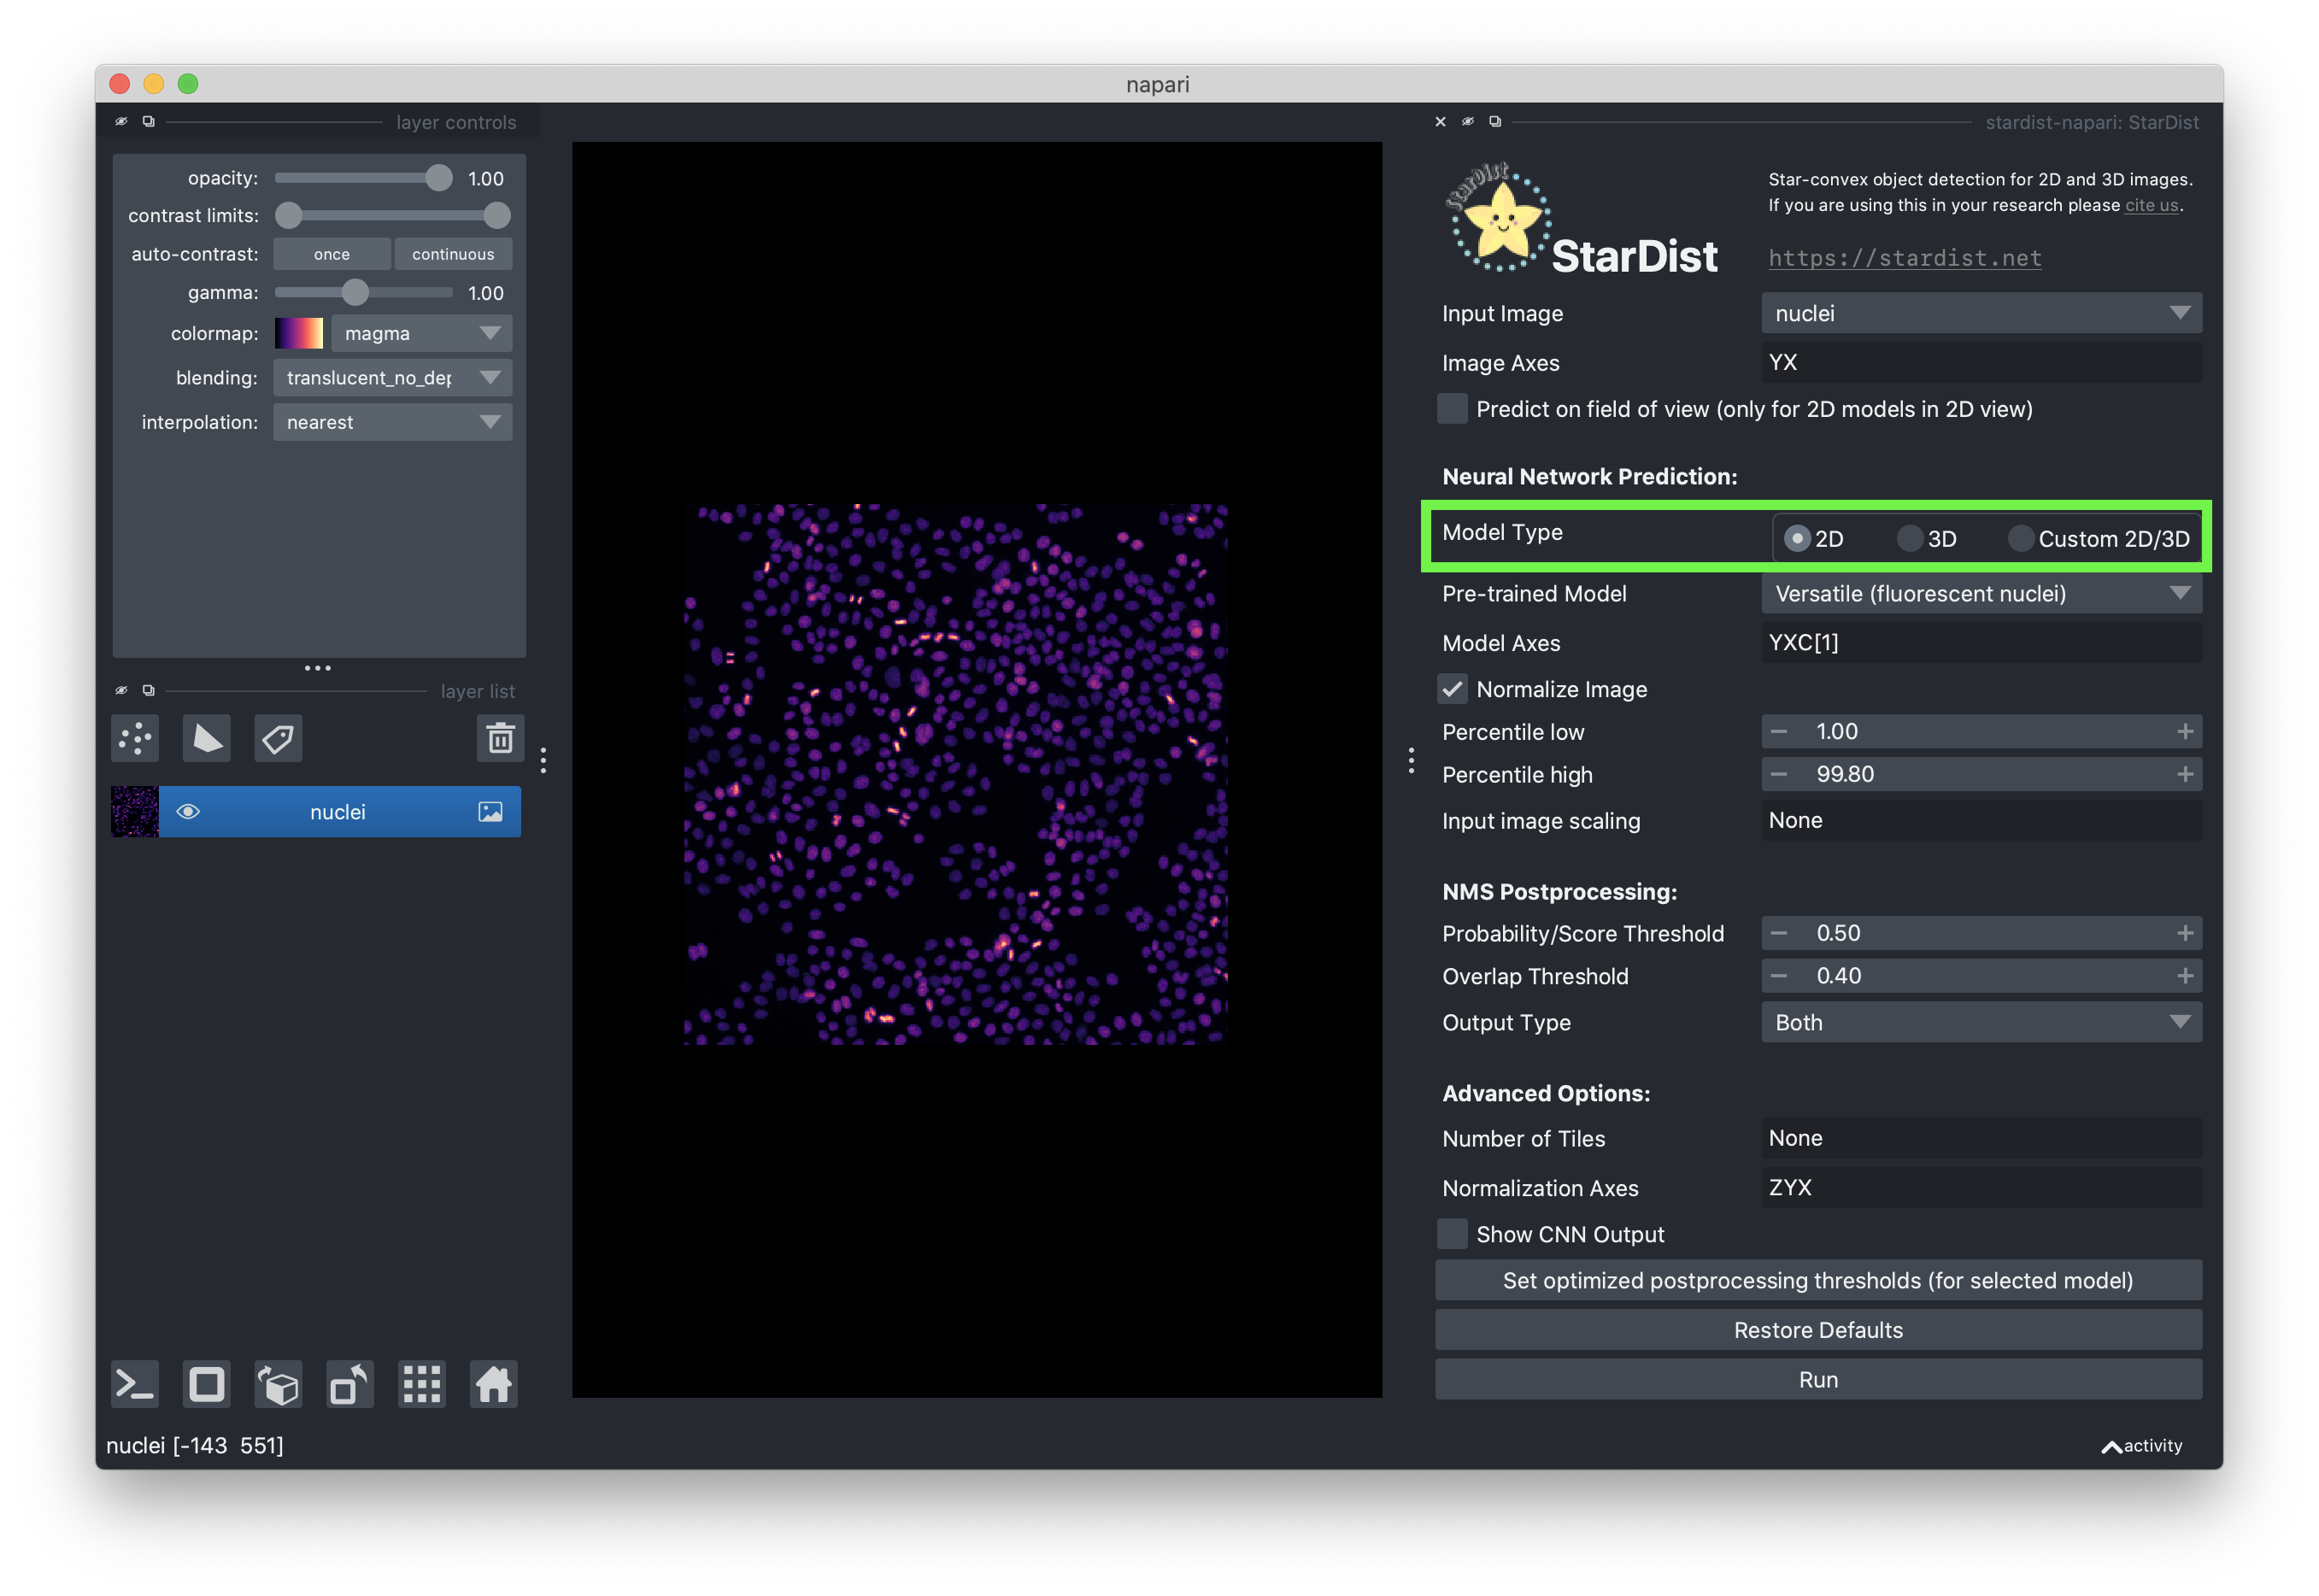 napari
layer controls
opacity: 1.00
contrast limits:
auto-contrast: once continuous
gamma: 1.00
colormap: magma
blending: translucent_no_dep
interpolation: nearest
layer list
nuclei
nuclei [-143 551]
stardist-napari: StarDist
StarDist
StarDist
Star-convex object detection for 2D and 3D images.
If you are using this in your research please cite us.
https://stardist.net
Input Image nuclei
Image Axes YX
Predict on field of view (only for 2D models in 2D view)
Neural Network Prediction:
Model Type 2D 3D Custom 2D/3D
Pre-trained Model Versatile (fluorescent nuclei)
Model Axes YXC[1]
Normalize Image
Percentile low 1.00
Percentile high 99.80
Input image scaling None
NMS Postprocessing:
Probability/Score Threshold 0.50
Overlap Threshold 0.40
Output Type Both
Advanced Options:
Number of Tiles None
Normalization Axes ZYX
Show CNN Output
Set optimized postprocessing thresholds (for selected model)
Restore Defaults
Run
activity